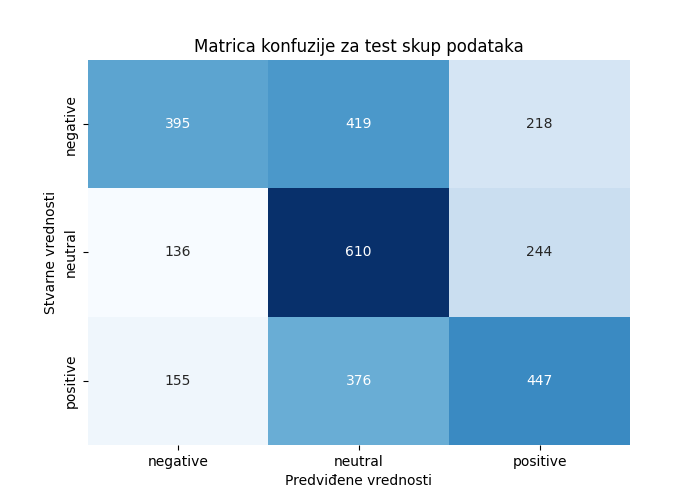 Matrica konfuzije za test skup podataka
Stvarne vrednosti
negative
395 419 218
neutral
136 610 244
positive
155 376 447
negative neutral positive
Predviđene vrednosti